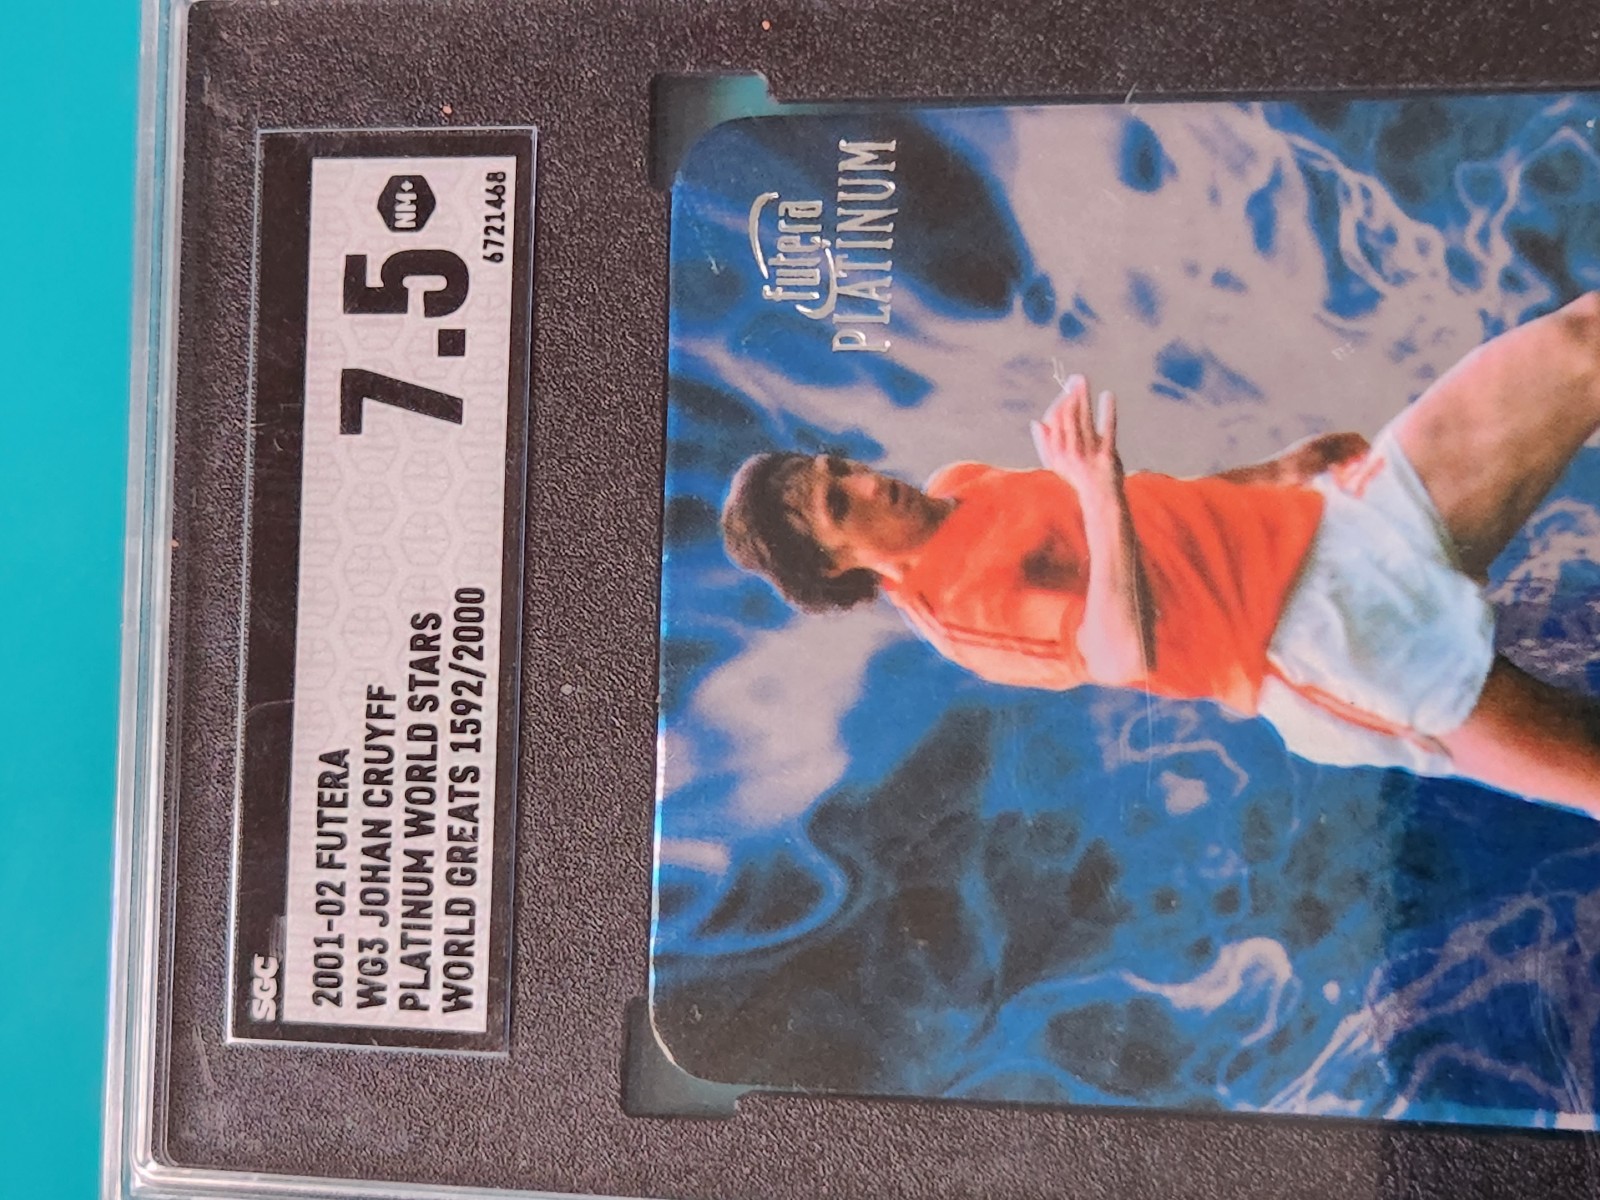 SGC
2001-02 FUTERA
WG3 JOHAN CRUYFF
PLATINUM WORLD STARS
WORLD GREATS 1592/2000
7.5
NM+
6721468
futera
PLATINUM